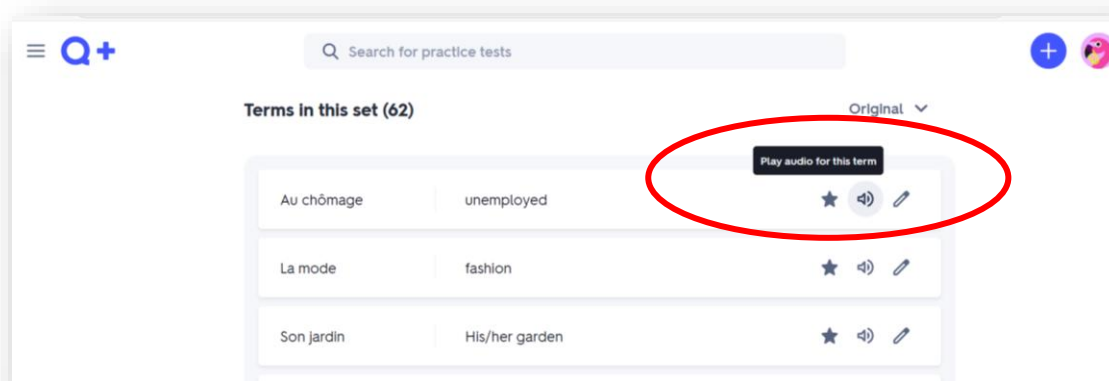 Q+
Search for practice tests
Terms in this set (62)
Original
Play audio for this term
Au chômage unemployed
La mode fashion
Son jardin His/her garden